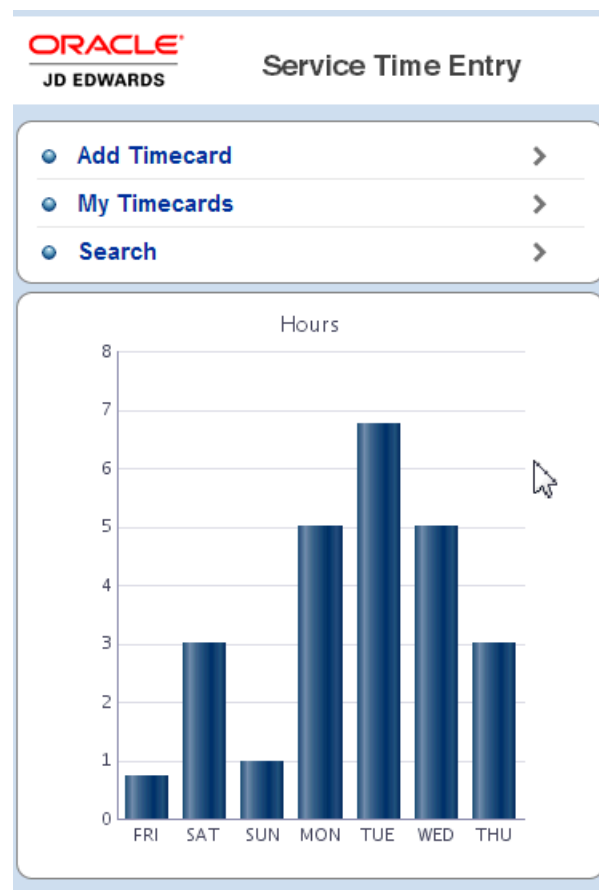 ORACLE
JD EDWARDS
Service Time Entry
Add Timecard
My Timecards
Search
Hours
8
7
6
5
4
3
2
1
0
FRI SAT SUN MON TUE WED THU